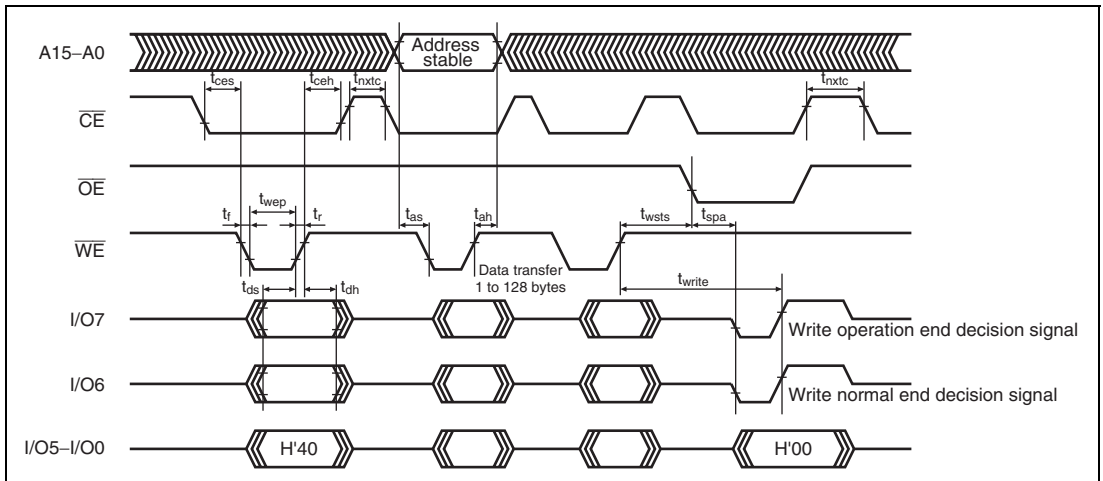 A15–A0
Address
stable
tces
tceh
tnxtc
tnxtc
CE
OE
twep
tf
tr
tas
tah
twsts
tspa
WE
Data transfer
1 to 128 bytes
twrite
tds
tdh
I/O7
Write operation end decision signal
I/O6
Write normal end decision signal
I/O5–I/O0
H'40
H'00